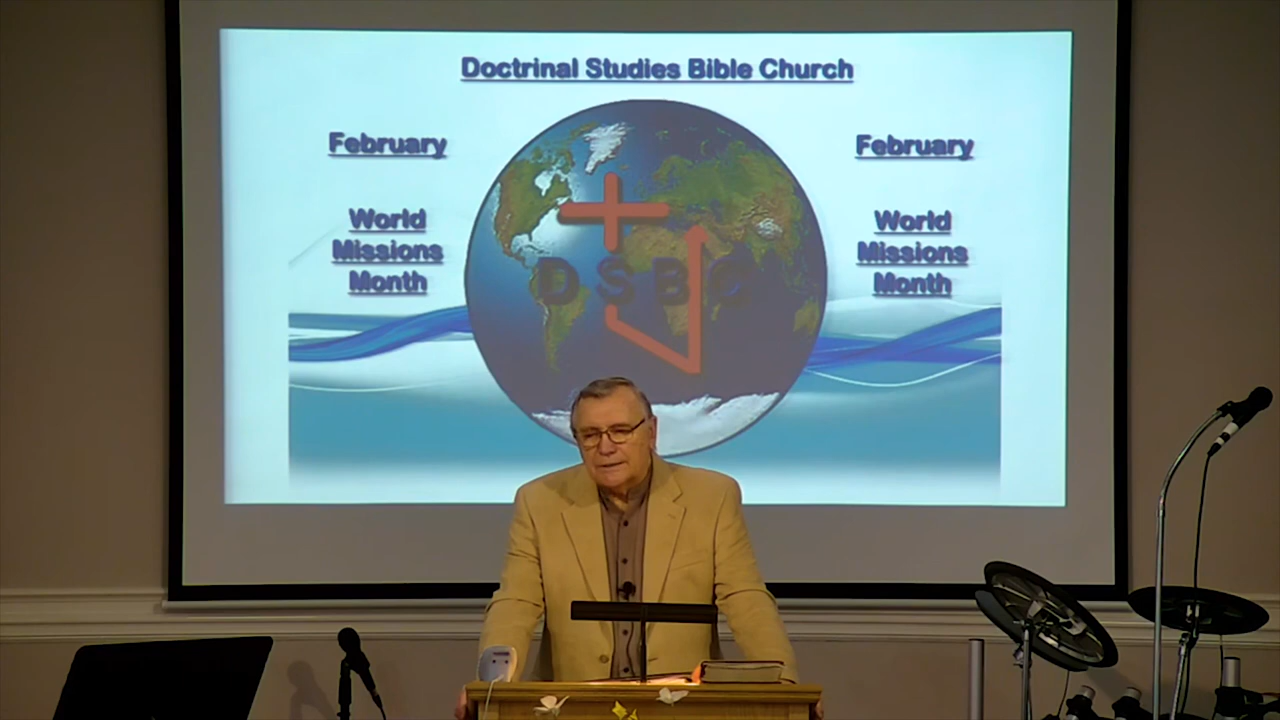 Doctrinal Studies Bible Church
February
World
Missions
Month
DSBC
February
World
Missions
Month